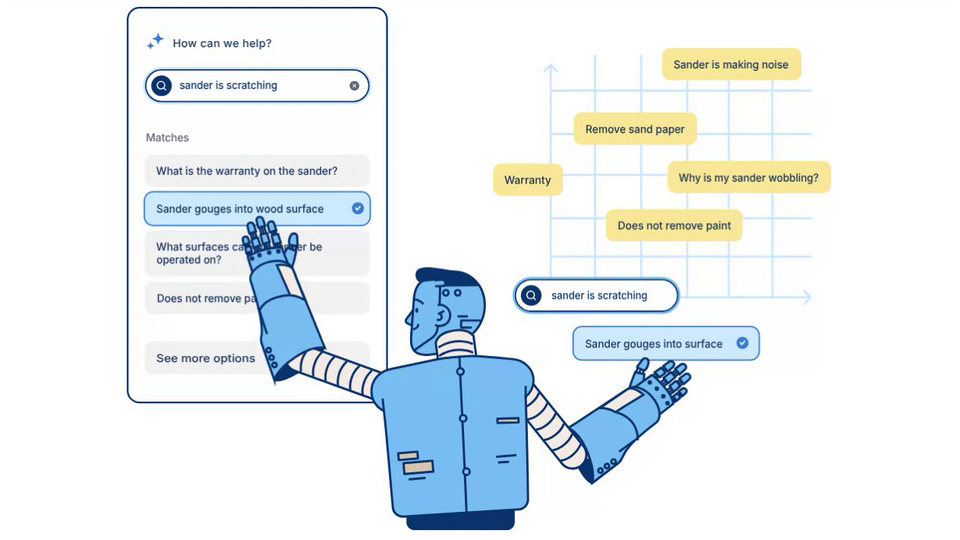 How can we help?
sander is scratching
Matches
What is the warranty on the sander?
Sander gouges into wood surface
What surfaces be
operated on?
Does not remove
See more options
Sander is making noise
Remove sand paper
Warranty
Why is my sander wobbling?
Does not remove paint
sander is scratching
Sander gouges into surface